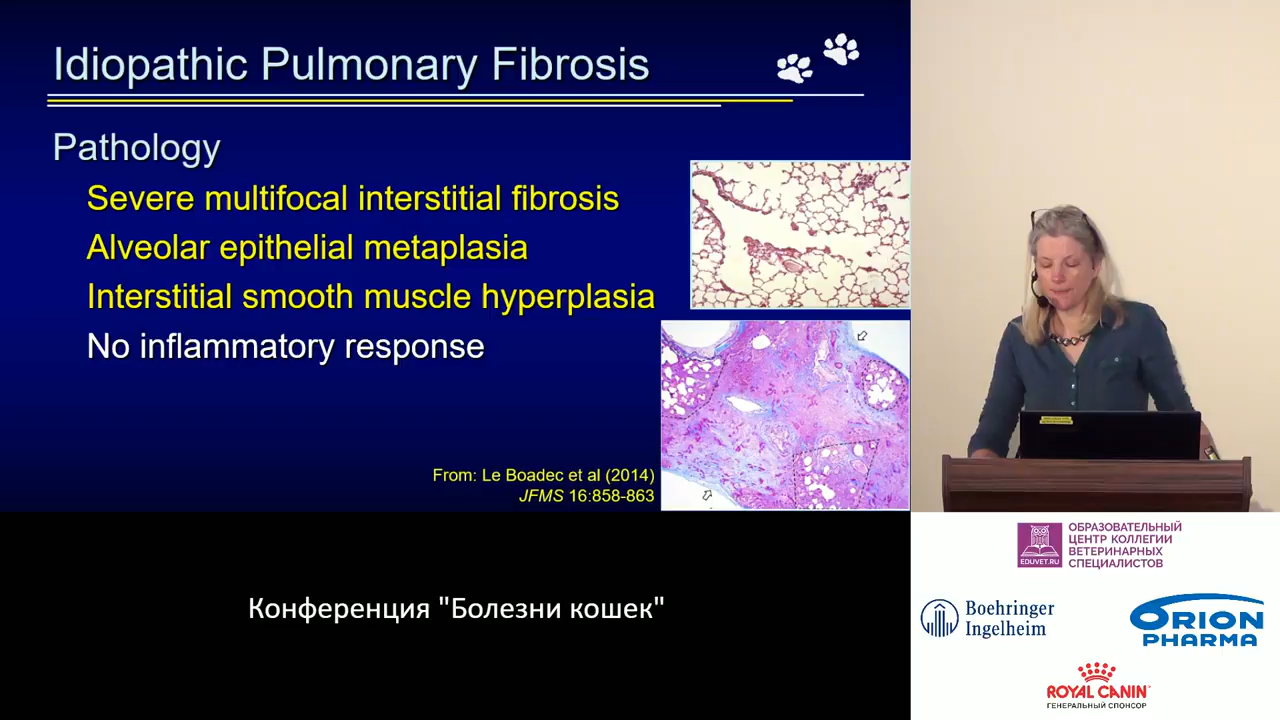 Idiopathic Pulmonary Fibrosis
Pathology
Severe multifocal interstitial fibrosis
Alveolar epithelial metaplasia
Interstitial smooth muscle hyperplasia
No inflammatory response
From: Le Boadec et al (2014)
JFMS 16:858-863
Конференция "Болезни кошек"
EDUVET.RU
ОБРАЗОВАТЕЛЬНЫЙ
ЦЕНТР КОЛЛЕГИИ
ВЕТЕРИНАРНЫХ
СПЕЦИАЛИСТОВ
Boehringer
Ingelheim
ORION
PHARMA
ROYAL CANIN
ГЕНЕРАЛЬНЫЙ СПОНСОР